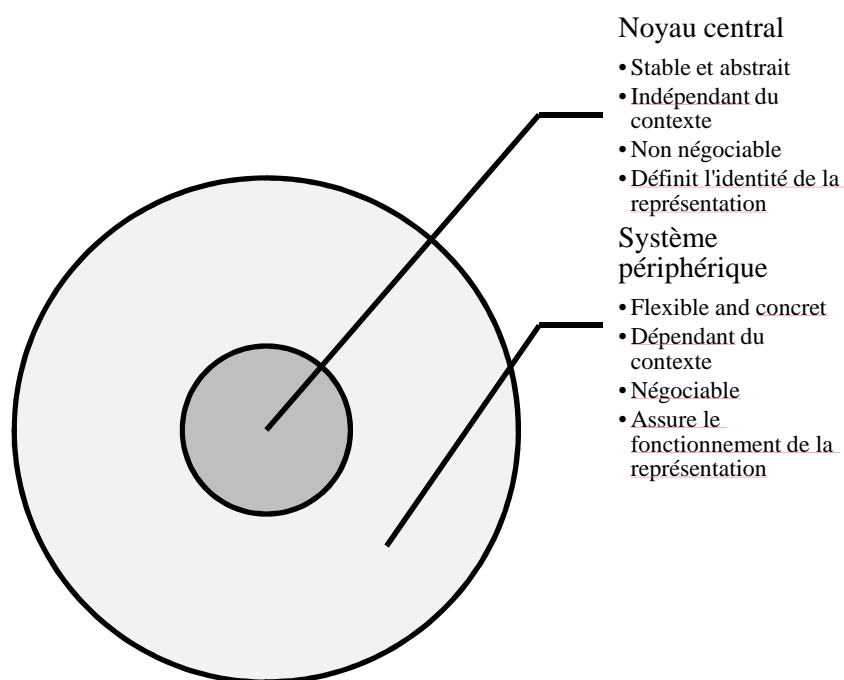 Noyau central
• Stable et abstrait
• Indépendant du
contexte
• Non négociable
• Définit l'identité de la
représentation
Système
périphérique
• Flexible and concret
• Dépendant du
contexte
• Négociable
• Assure le
fonctionnement de la
représentation